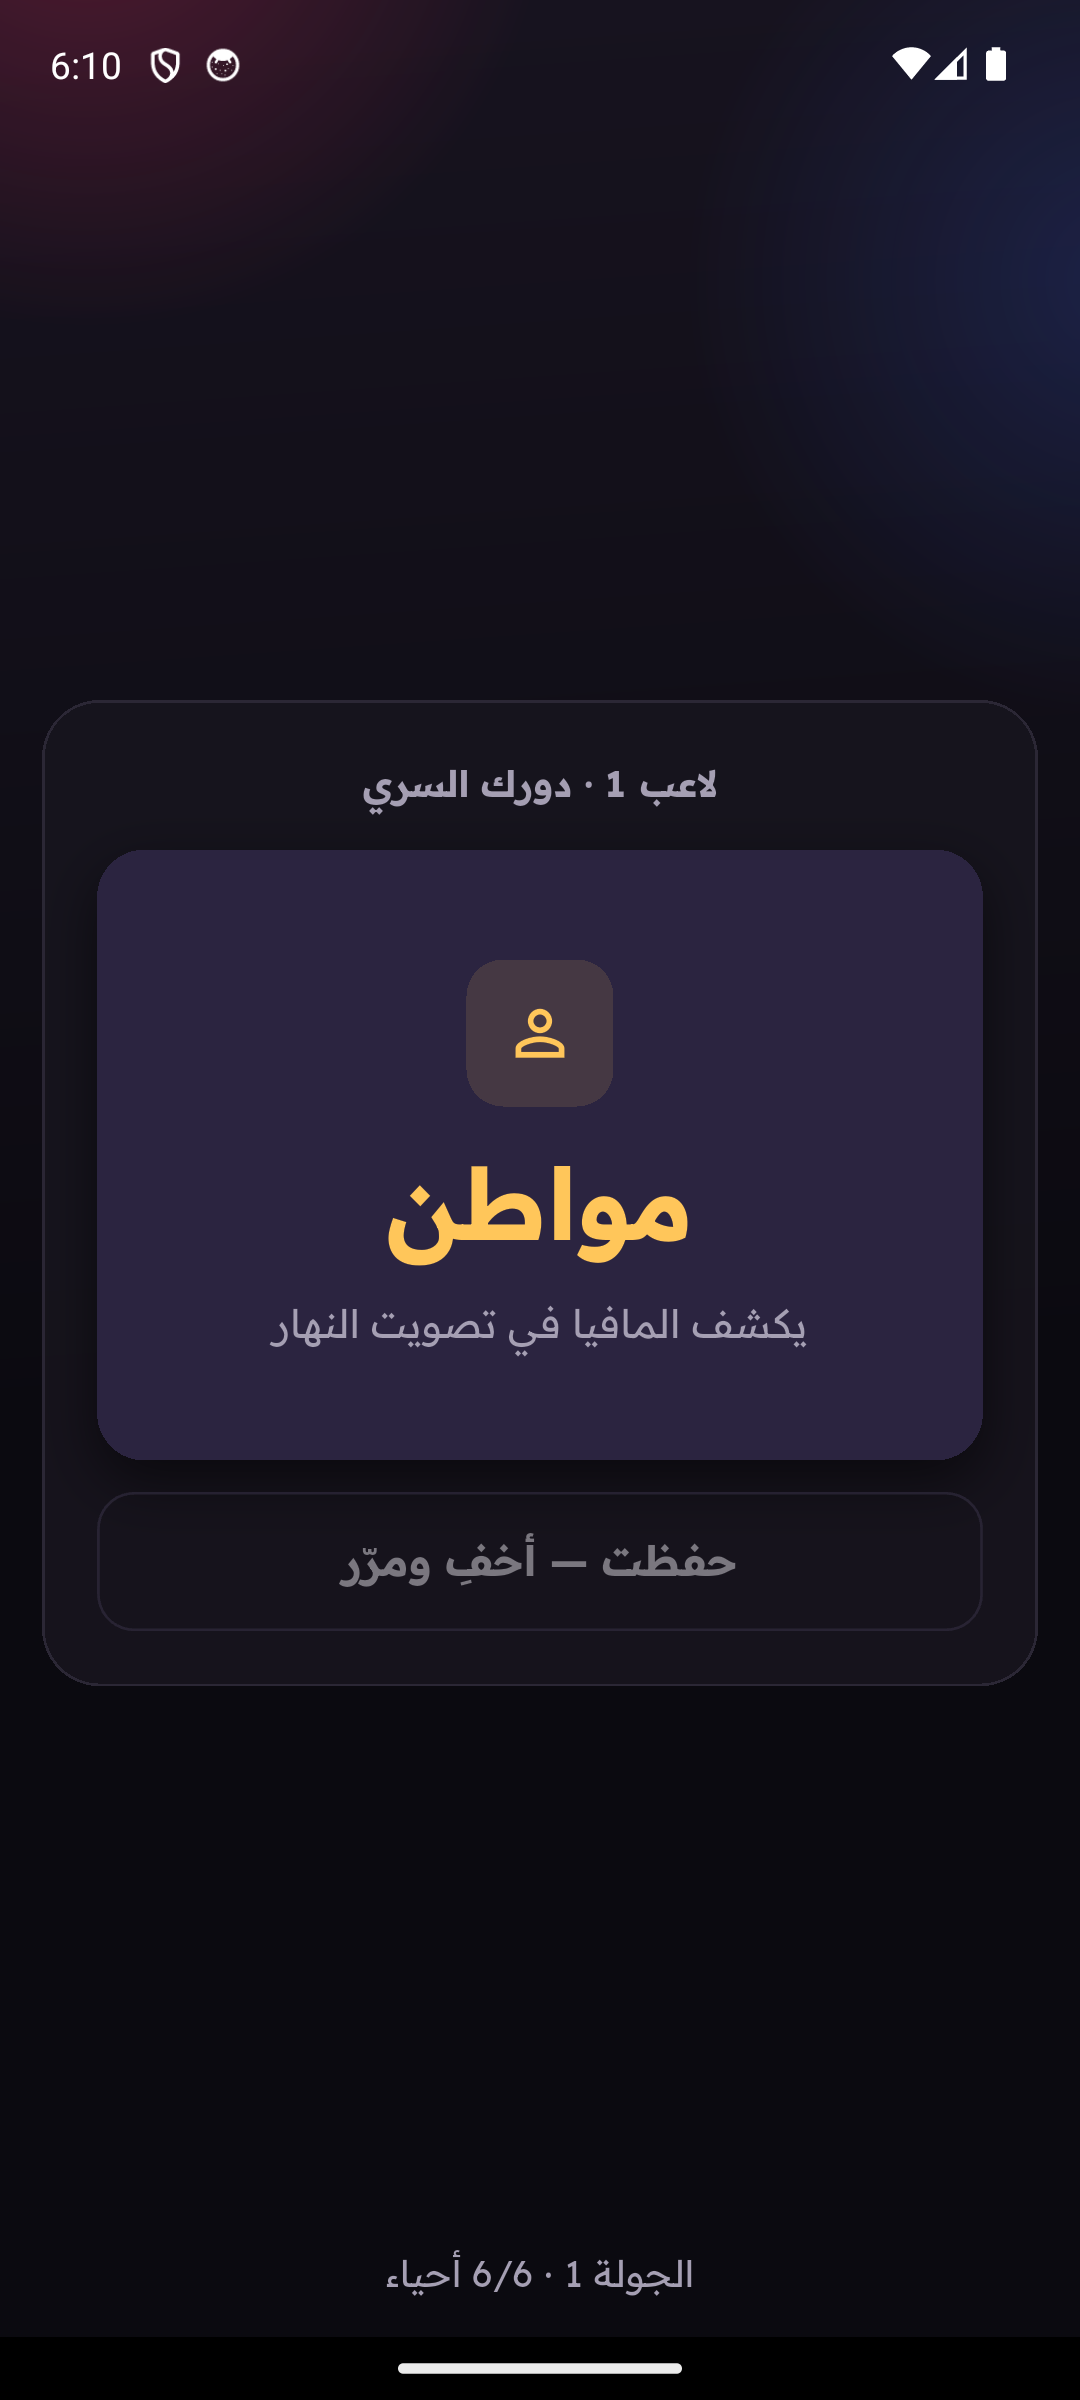 6:10
لاعب 1 · دورك السري
مواطن
يكشف المافيا في تصويت النهار
حفظت — أخفِ ومرّر
الجولة 1 · 6/6 أحياء